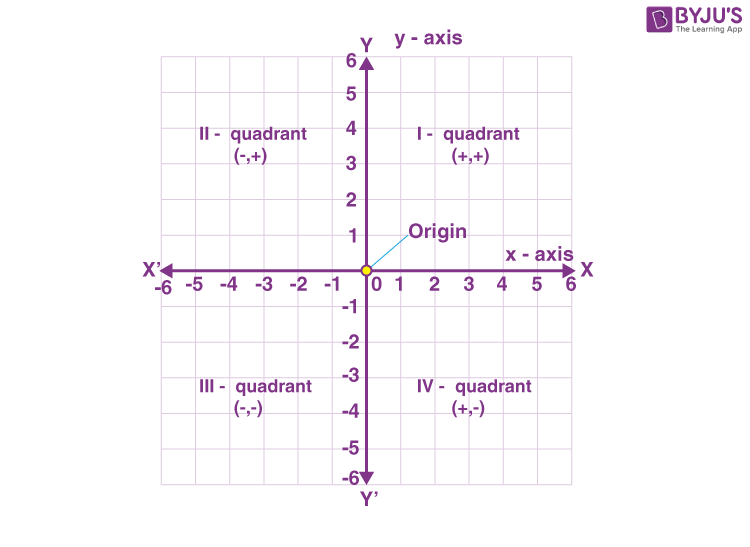 BYJU'S
The Learning App
Y y - axis
6
5
II - quadrant 4 I - quadrant
(-,+) 3 (+,+)
2
1 Origin
x - axis
X' X
-6 -5 -4 -3 -2 -1 0 1 2 3 4 5 6
-1
-2
III - quadrant -3 IV - quadrant
(-,-) -4 (+,-)
-5
-6
Y'